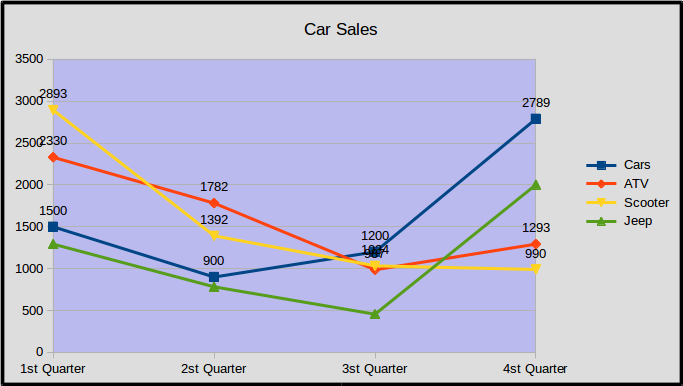 Car Sales
3500
2893
3000
2789
2500
2330
Cars
2000
1782
ATV
1500
1500
1392
1200
1293
Scooter
Jeep
1000
900
990
500
0
1st Quarter
2st Quarter
3st Quarter
4st Quarter